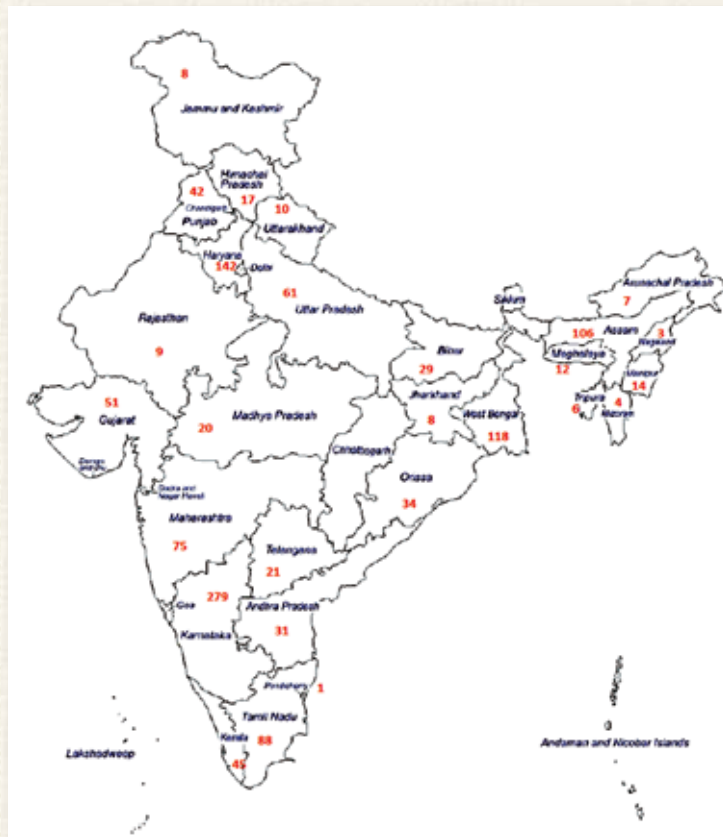 8
Jammu and Kashmir
Himachal
Pradesh
17
42
Chandigarh
Punjab
10
Uttarakhand
Haryana
142
Delhi
61
Uttar Pradesh
Rajasthan
9
Sikkim
Arunachal Pradesh
7
106
Assam
3
Nagaland
Meghalaya
12
Manipur
14
Tripura
6
4
Mizoram
Bihar
29
Jharkhand
8
West Bengal
118
51
Gujarat
20
Madhya Pradesh
Chhattisgarh
Orissa
34
Dadra and
Nagar Haveli
Maharashtra
75
Telangana
21
Goa
279
Karnataka
Andhra Pradesh
31
1
Tamil Nadu
88
Kerala
45
Lakshadweep
Andaman and Nicobar Islands